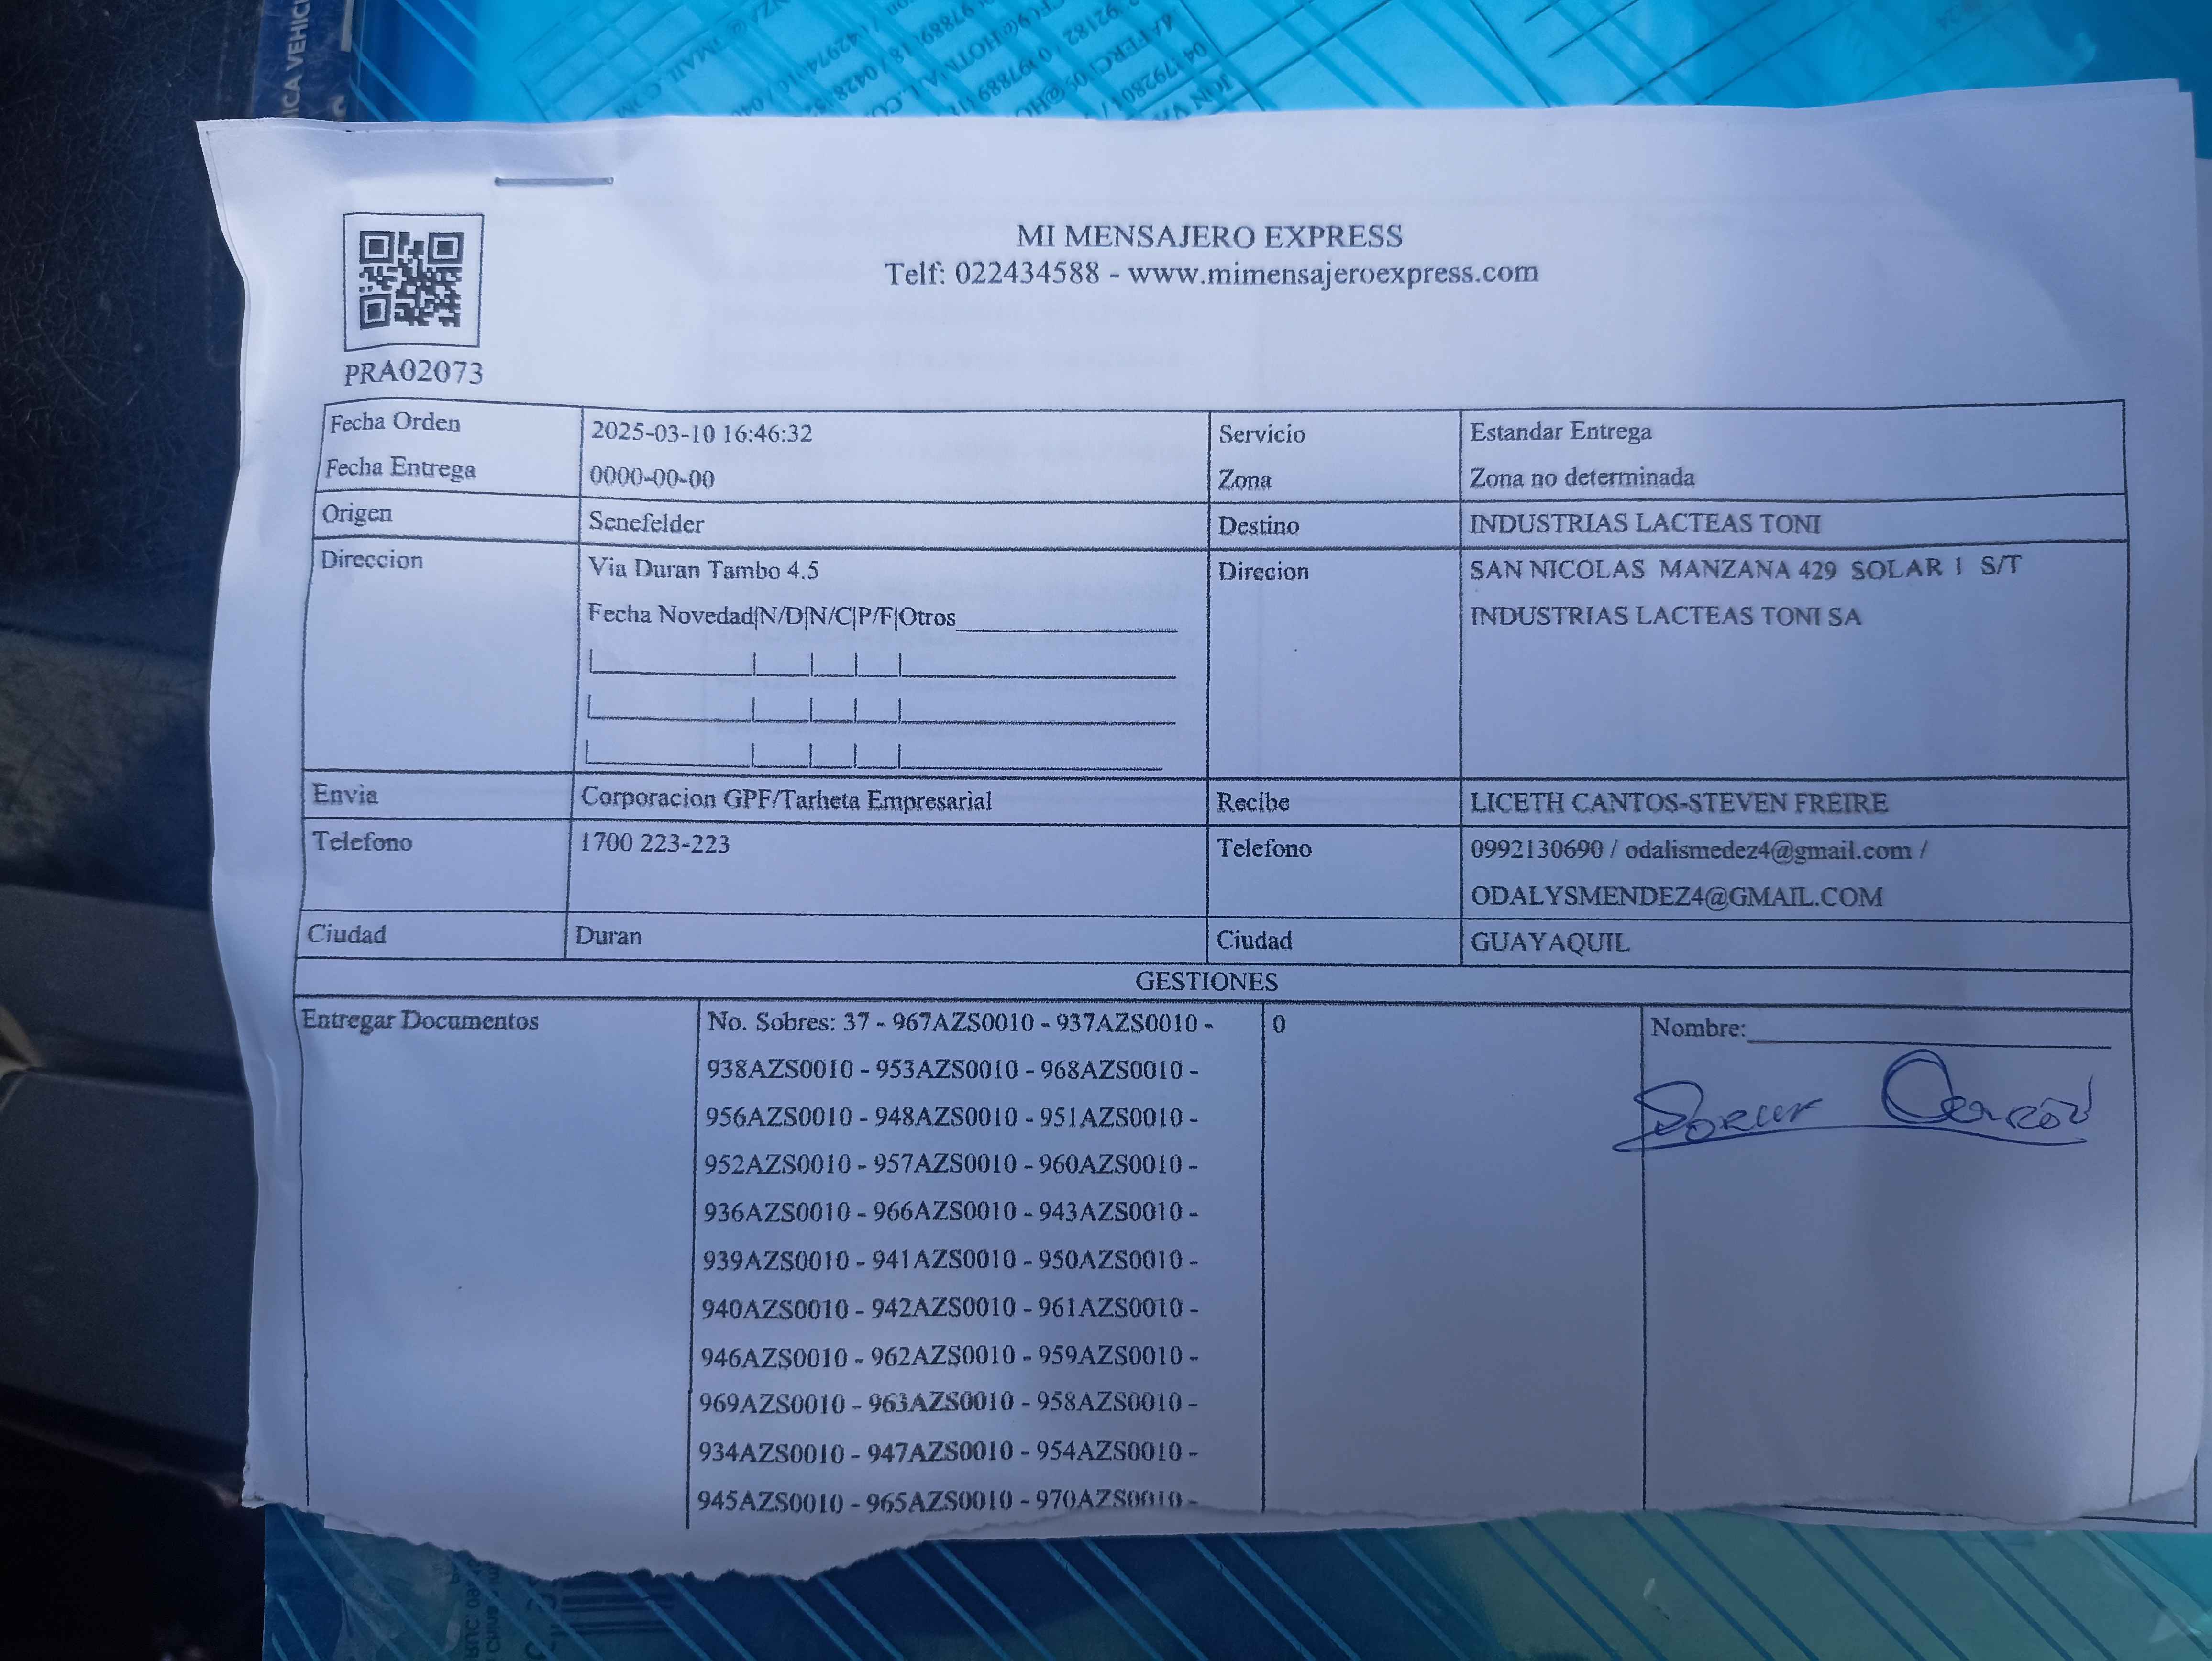 MI MENSAJERO EXPRESS
Telf: 022434588 - www.mimensajeroexpress.com
PRA02073
Fecha Orden 2025-03-10 16:46:32 Servicio Estandar Entrega
Fecha Entrega 0000-00-00 Zona Zona no determinada
Origen Senefelder Destino INDUSTRIAS LACTEAS TONI
Direccion Via Duran Tambo 4.5 Direcion SAN NICOLAS MANZANA 429 SOLAR 1 S/T
Fecha Novedad|N/D|N/C|P/F|Otros INDUSTRIAS LACTEAS TONI SA
Envia Corporacion GPF/Tarheta Empresarial Recibe LICETH CANTOS-STEVEN FREIRE
Telefono 1700 223-223 Telefono 0992130690 / odalismedez4@gmail.com /
ODALYSMENDEZ4@GMAIL.COM
Ciudad Duran Ciudad GUAYAQUIL
GESTIONES
Entregar Documentos No. Sobres: 37 - 967AZS0010 - 937AZS0010 - 0 Nombre:
938AZS0010 - 953AZS0010 - 968AZS0010 -
956AZS0010 - 948AZS0010 - 951AZS0010 -
952AZS0010 - 957AZS0010 - 960AZS0010 -
936AZS0010 - 966AZS0010 - 943AZS0010 -
939AZS0010 - 941AZS0010 - 950AZS0010 -
940AZS0010 - 942AZS0010 - 961AZS0010 -
946AZS0010 - 962AZS0010 - 959AZS0010 -
969AZS0010 - 963AZS0010 - 958AZS0010 -
934AZS0010 - 947AZS0010 - 954AZS0010 -
945AZS0010 - 965AZS0010 - 970AZS0010 -